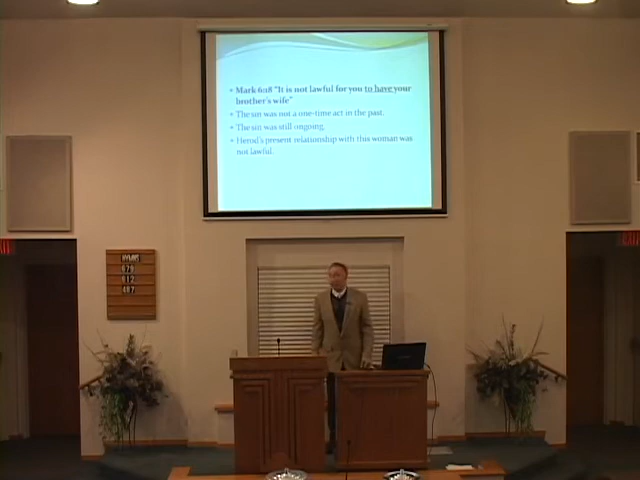 • Mark 6:18 "It is not lawful for you to have your
brother's wife"
• The sin was not a one-time act in the past.
• The sin was still ongoing.
• Herod's present relationship with this woman was
not lawful.
HYMNS